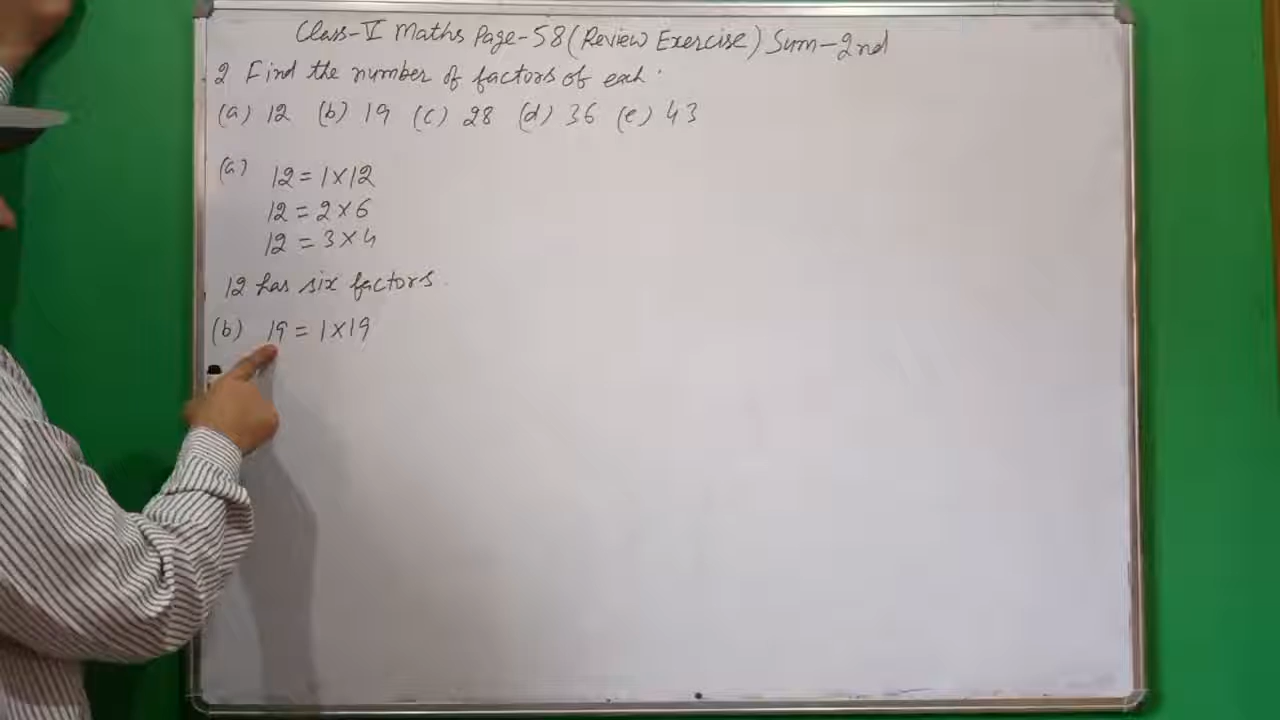 Class-V Maths Page-58 (Review Exercise) Sum-2nd
2 Find the number of factors of each.
(a) 12 (b) 19 (c) 28 (d) 36 (e) 43
(a) 12 = 1×12
12 = 2×6
12 = 3×4
12 has six factors.
(b) 19 = 1×19